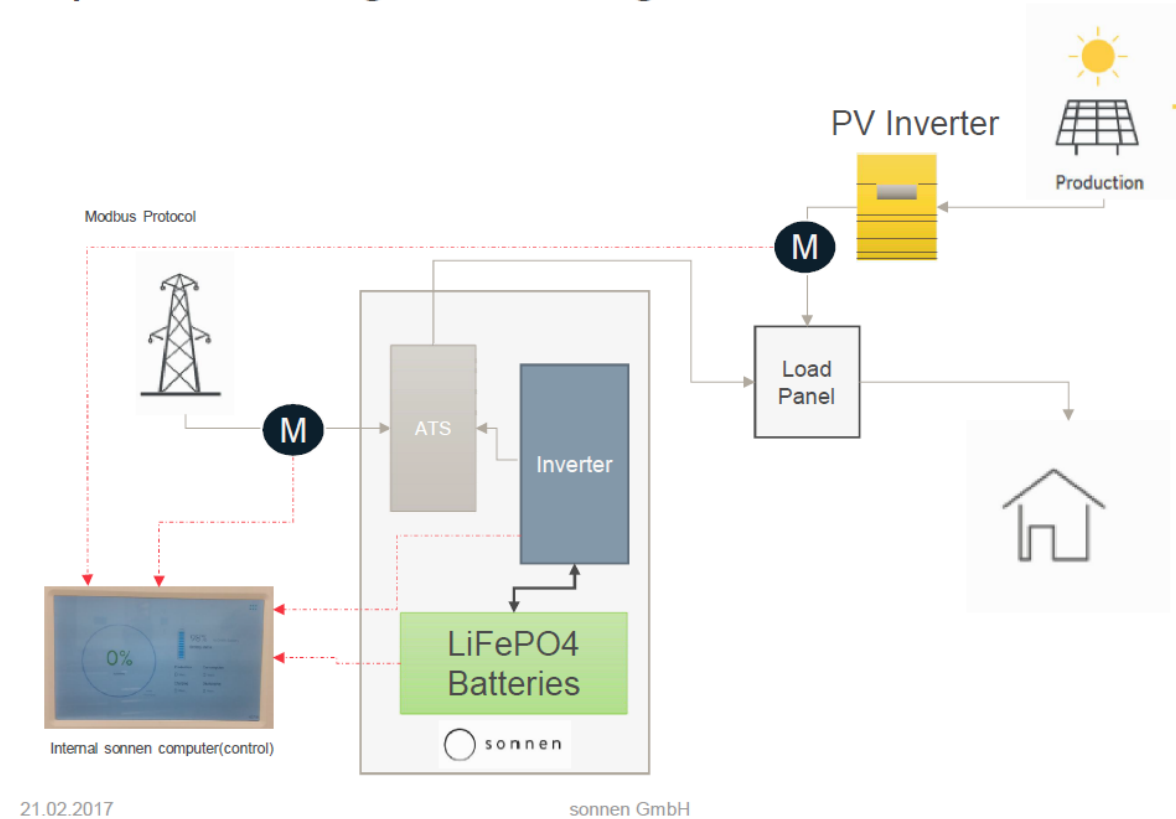 PV Inverter
Production
Modbus Protocol
M
M
ATS
Inverter
Load
Panel
0%
LiFePO4
Batteries
sonnen
Internal sonnen computer(control)
21.02.2017
sonnen GmbH